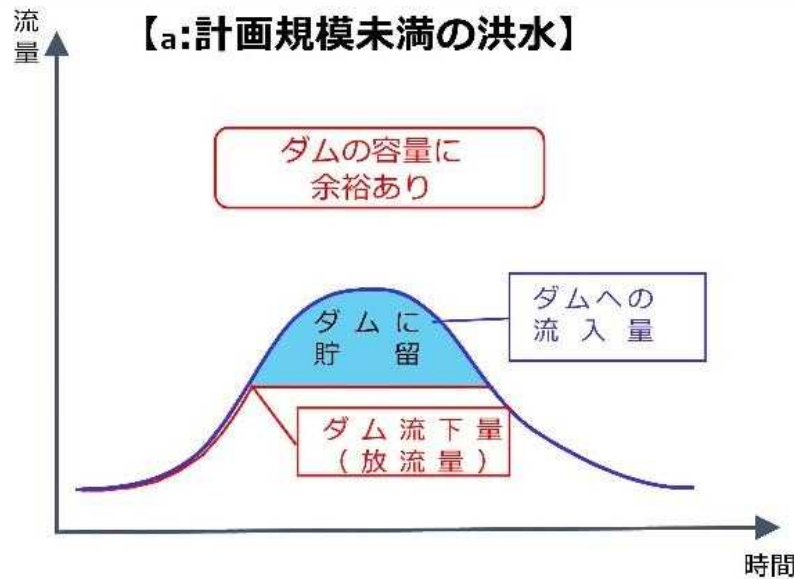 流
量
【a:計画規模未満の洪水】
ダムの容量に
余裕あり
ダムへの
流入量
ダムに
貯留
ダム流下量
(放流量)
時間